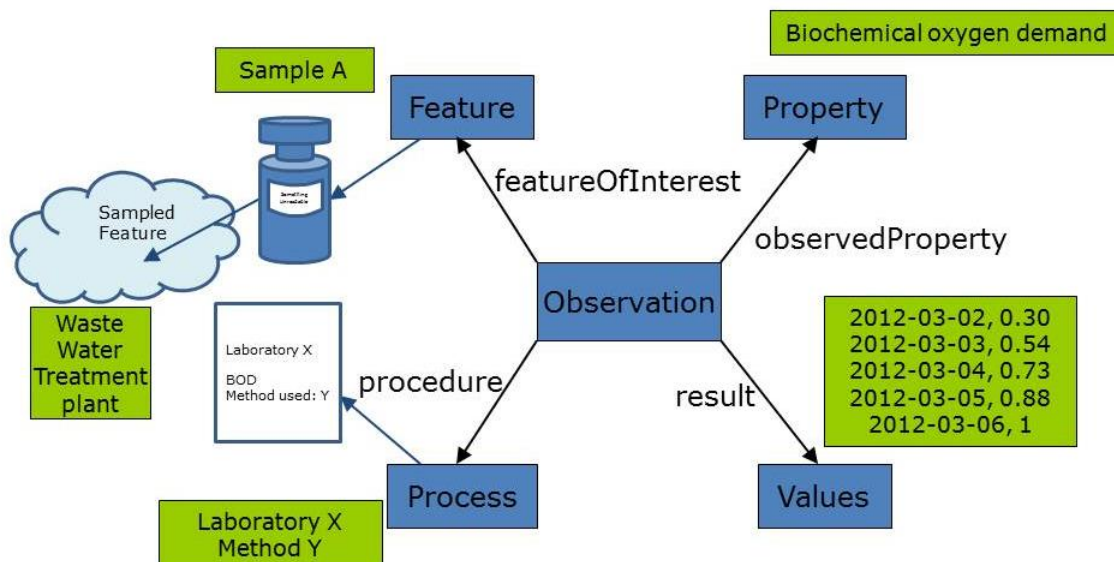 Biochemical oxygen demand
Sample A
Feature
Property
featureOfInterest
Sampled
Feature
observedProperty
Observation
Waste
Water
Treatment
plant
Laboratory X
BOD
Method used: Y
procedure
result
2012-03-02, 0.30
2012-03-03, 0.54
2012-03-04, 0.73
2012-03-05, 0.88
2012-03-06, 1
Process
Values
Laboratory X
Method Y